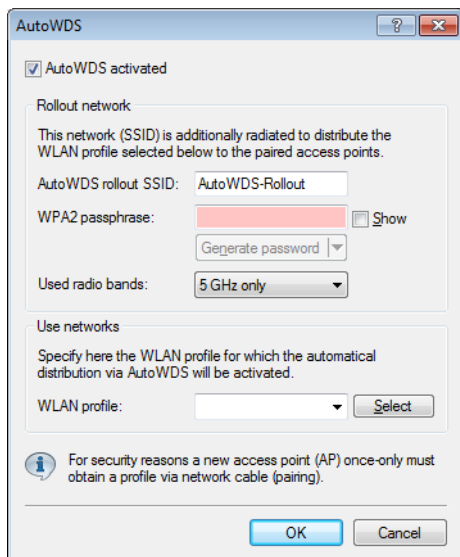 AutoWDS
AutoWDS activated
Rollout network
This network (SSID) is additionally radiated to distribute the
WLAN profile selected below to the paired access points.
AutoWDS rollout SSID: AutoWDS-Rollout
WPA2 passphrase: Show
Generate password
Used radio bands: 5 GHz only
Use networks
Specify here the WLAN profile for which the automatical
distribution via AutoWDS will be activated.
WLAN profile: Select
For security reasons a new access point (AP) once-only must
obtain a profile via network cable (pairing).
OK Cancel